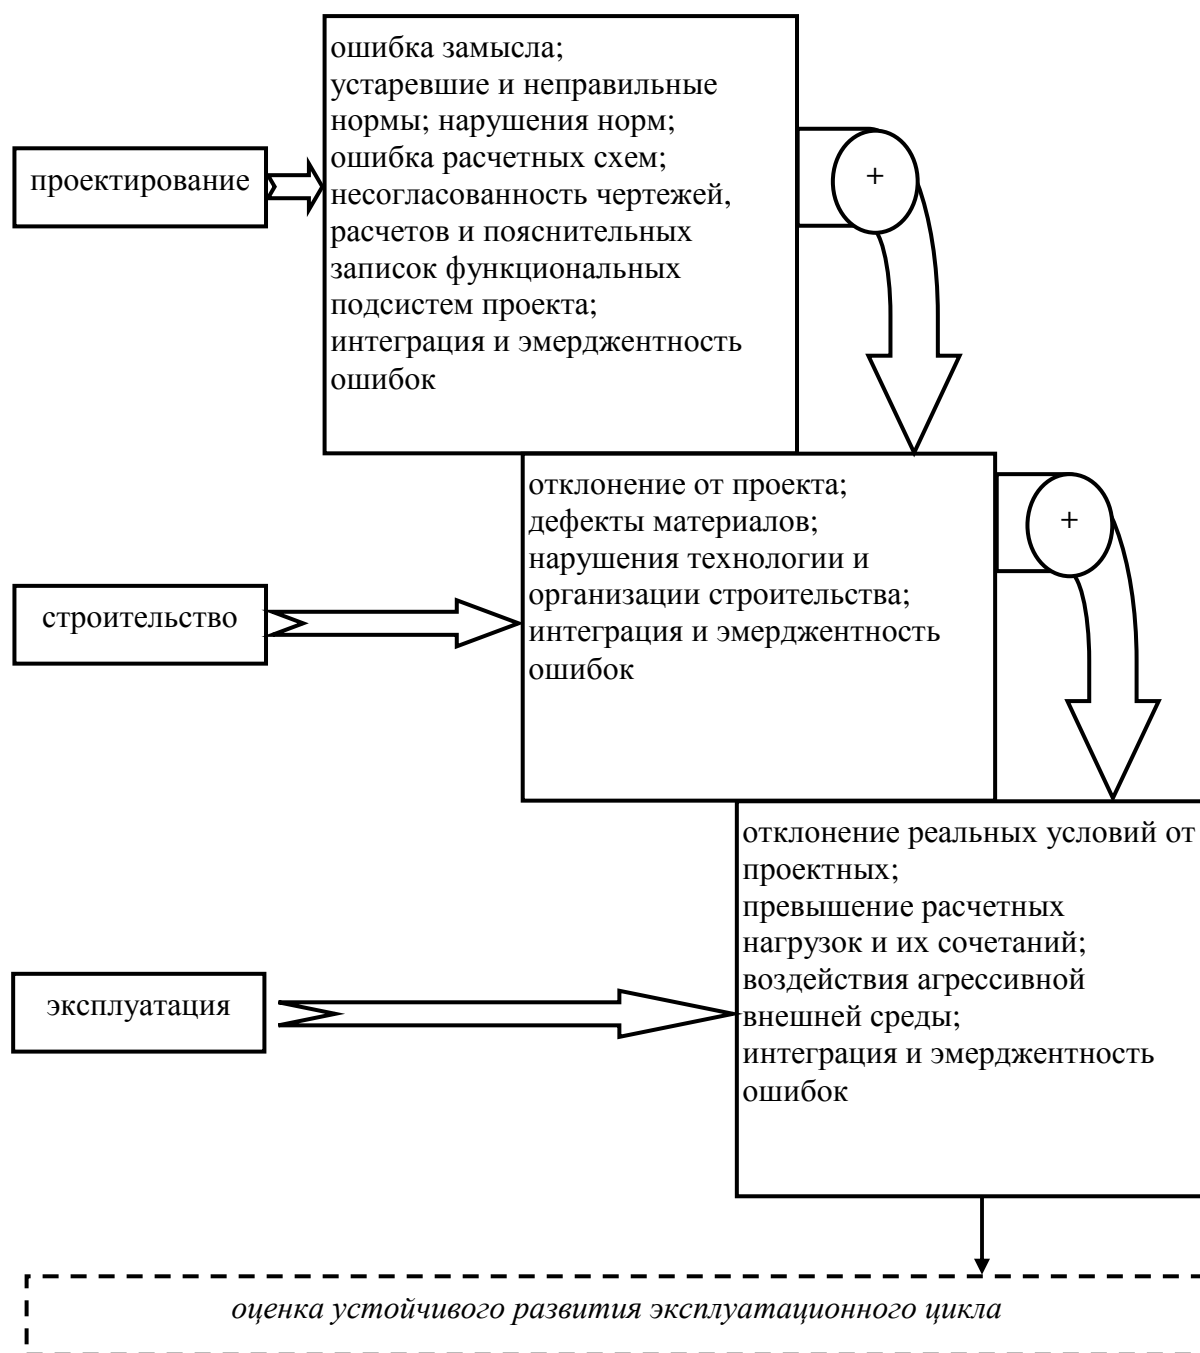 ошибка замысла;
устаревшие и неправильные
нормы; нарушения норм;
ошибка расчетных схем;
несогласованность чертежей,
расчетов и пояснительных
записок функциональных
подсистем проекта;
интеграция и эмерджентность
ошибок
проектирование
+
отклонение от проекта;
дефекты материалов;
нарушения технологии и
организации строительства;
интеграция и эмерджентность
ошибок
строительство
+
отклонение реальных условий от
проектных;
превышение расчетных
нагрузок и их сочетаний;
воздействия агрессивной
внешней среды;
интеграция и эмерджентность
ошибок
эксплуатация
оценка устойчивого развития эксплуатационного цикла